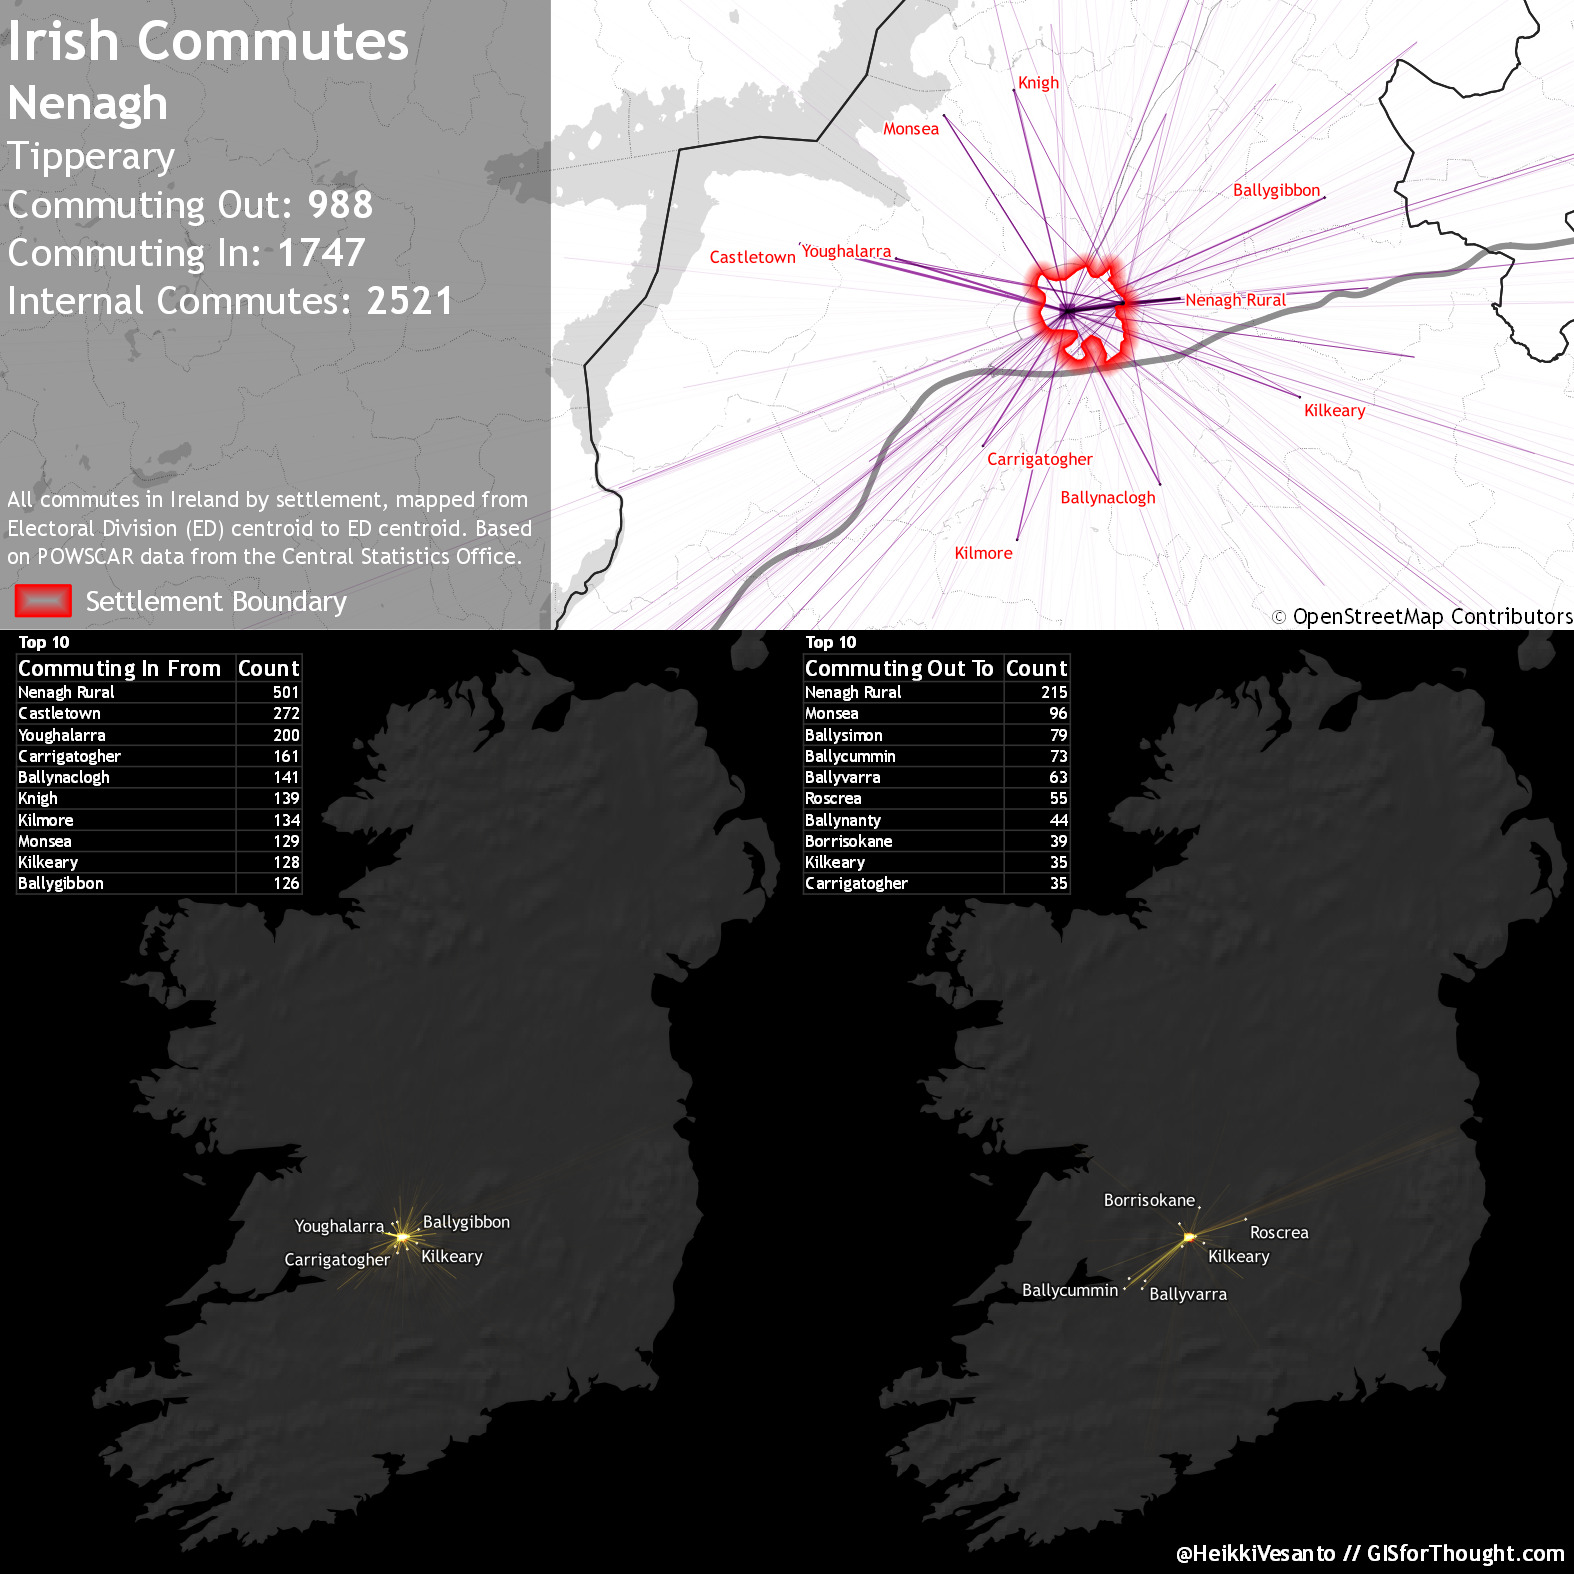 Irish Commutes
Nenagh
Tipperary
Commuting Out: 988
Commuting In: 1747
Internal Commutes: 2521
All commutes in Ireland by settlement, mapped from
Electoral Division (ED) centroid to ED centroid. Based
on POWSCAR data from the Central Statistics Office.
Settlement Boundary
Knigh
Monsea
Ballygibbon
Castletown
Youghalarra
Nenagh Rural
Kilkeary
Carrigatogher
Ballynaclogh
Kilmore
© OpenStreetMap Contributors
Top 10
Commuting In From Count
Nenagh Rural 501
Castletown 272
Youghalarra 200
Carrigatogher 161
Ballynaclogh 141
Knigh 139
Kilmore 134
Monsea 129
Kilkeary 128
Ballygibbon 126
Top 10
Commuting Out To Count
Nenagh Rural 215
Monsea 96
Ballysimon 79
Ballycummin 73
Ballyvarra 63
Roscrea 55
Ballynanty 44
Borrisokane 39
Kilkeary 35
Carrigatogher 35
Youghalarra
Ballygibbon
Carrigatogher
Kilkeary
Borrisokane
Roscrea
Kilkeary
Ballycummin
Ballyvarra
@HeikkiVesanto // GISforThought.com